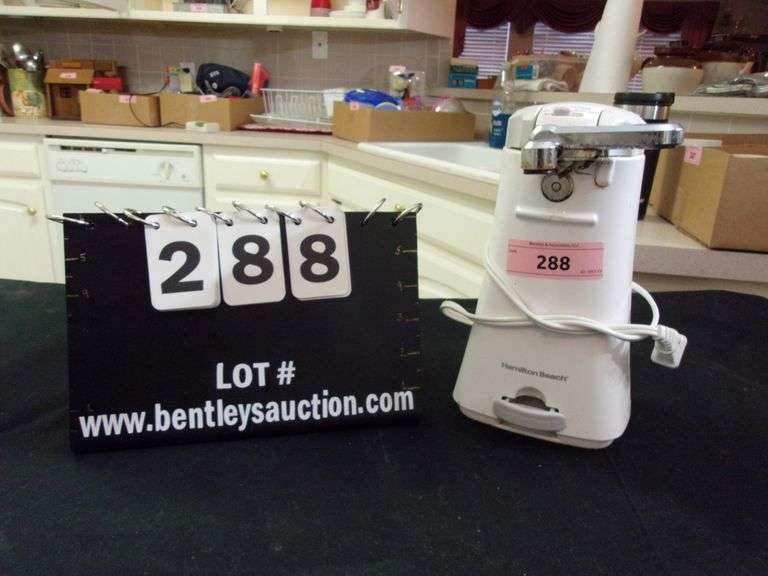 288
LOT #
www.bentleysauction.com
288
Hamilton Beach